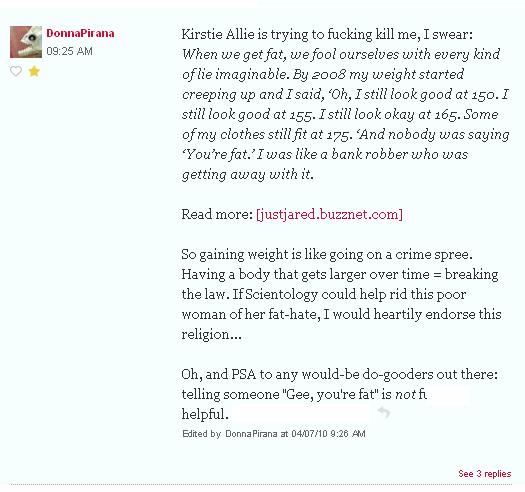 DonnaPirana
09:25 AM
Kirstie Allie is trying to fucking kill me, I swear:
When we get fat, we fool ourselves with every kind
of lie imaginable. By 2008 my weight started
creeping up and I said, ‘Oh, I still look good at 150. I
still look good at 155. I still look okay at 165. Some
of my clothes still fit at 175. ‘And nobody was saying
‘You’re fat.’ I was like a bank robber who was
getting away with it.
Read more: [justjared.buzznet.com]
So gaining weight is like going on a crime spree.
Having a body that gets larger over time = breaking
the law. If Scientology could help rid this poor
woman of her fat-hate, I would heartily endorse this
religion...
Oh, and PSA to any would-be do-gooders out there:
telling someone "Gee, you're fat" is not
helpful.
Edited by DonnaPirana at 04/07/10 9:26 AM
See 3 replies